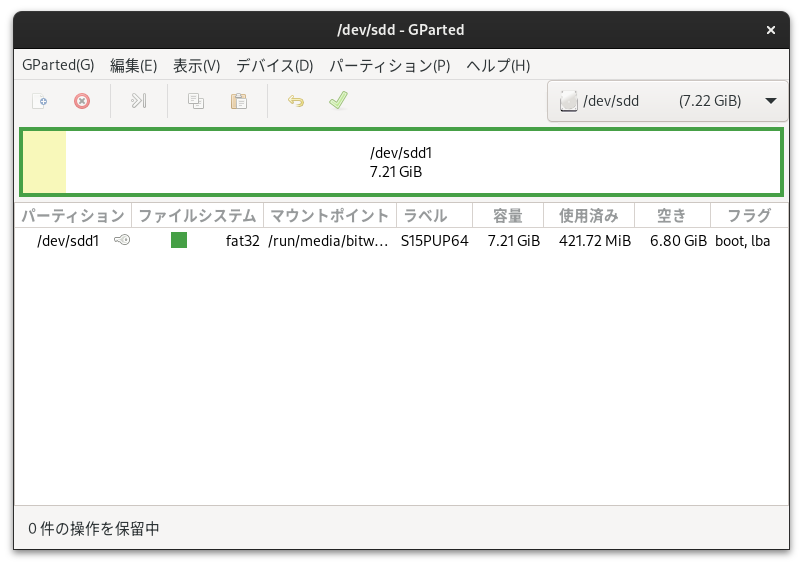 /dev/sdd - GParted
GParted(G) 編集(E) 表示(V) デバイス(D) パーティション(P) ヘルプ(H)
/dev/sdd (7.22 GiB)
/dev/sdd1
7.21 GiB
パーティション ファイルシステム マウントポイント ラベル 容量 使用済み 空き フラグ
/dev/sdd1 fat32 /run/media/bitw... S15PUP64 7.21 GiB 421.72 MiB 6.80 GiB boot, lba
0 件の操作を保留中